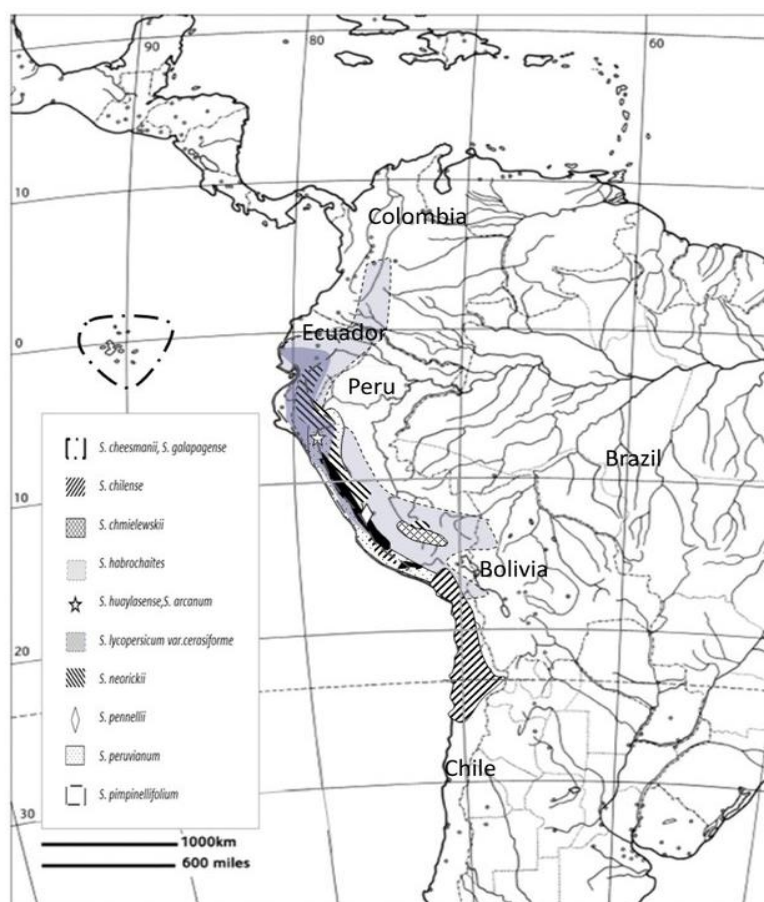 90
80
60
10
Colombia
Ecuador
0
Peru
S. cheesmanii, S. galapagense
S. chilense
Brazil
S. chmielewskii
10
S. habrochaites
Bolivia
S. huaylasense,S. arcanum
S. lycopersicum var.cerasiforme
20
S. neorickii
S. pennellii
S. peruvianum
Chile
S. pimpinellifolium
30
1000km
600 miles